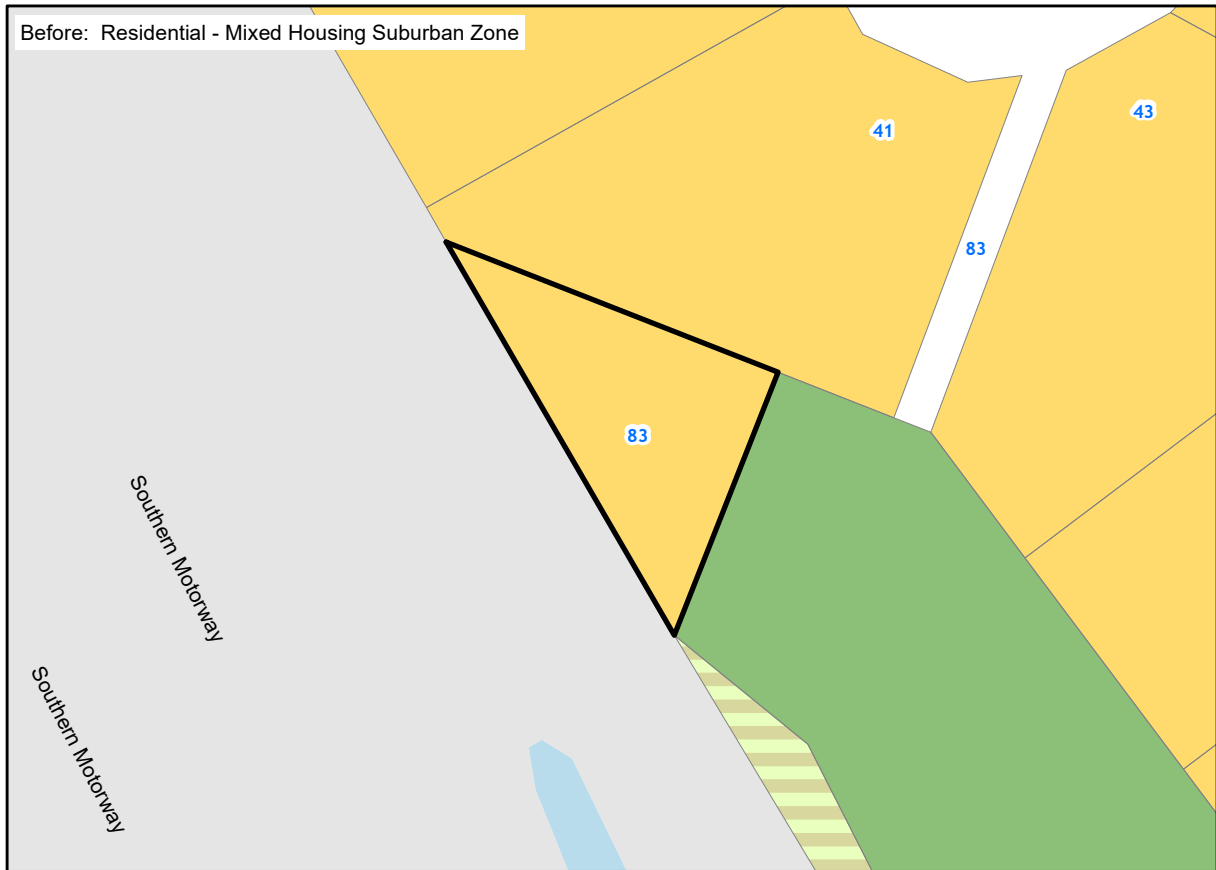 Before: Residential - Mixed Housing Suburban Zone
43
41
83
83
Southern Motorway
Southern Motorway